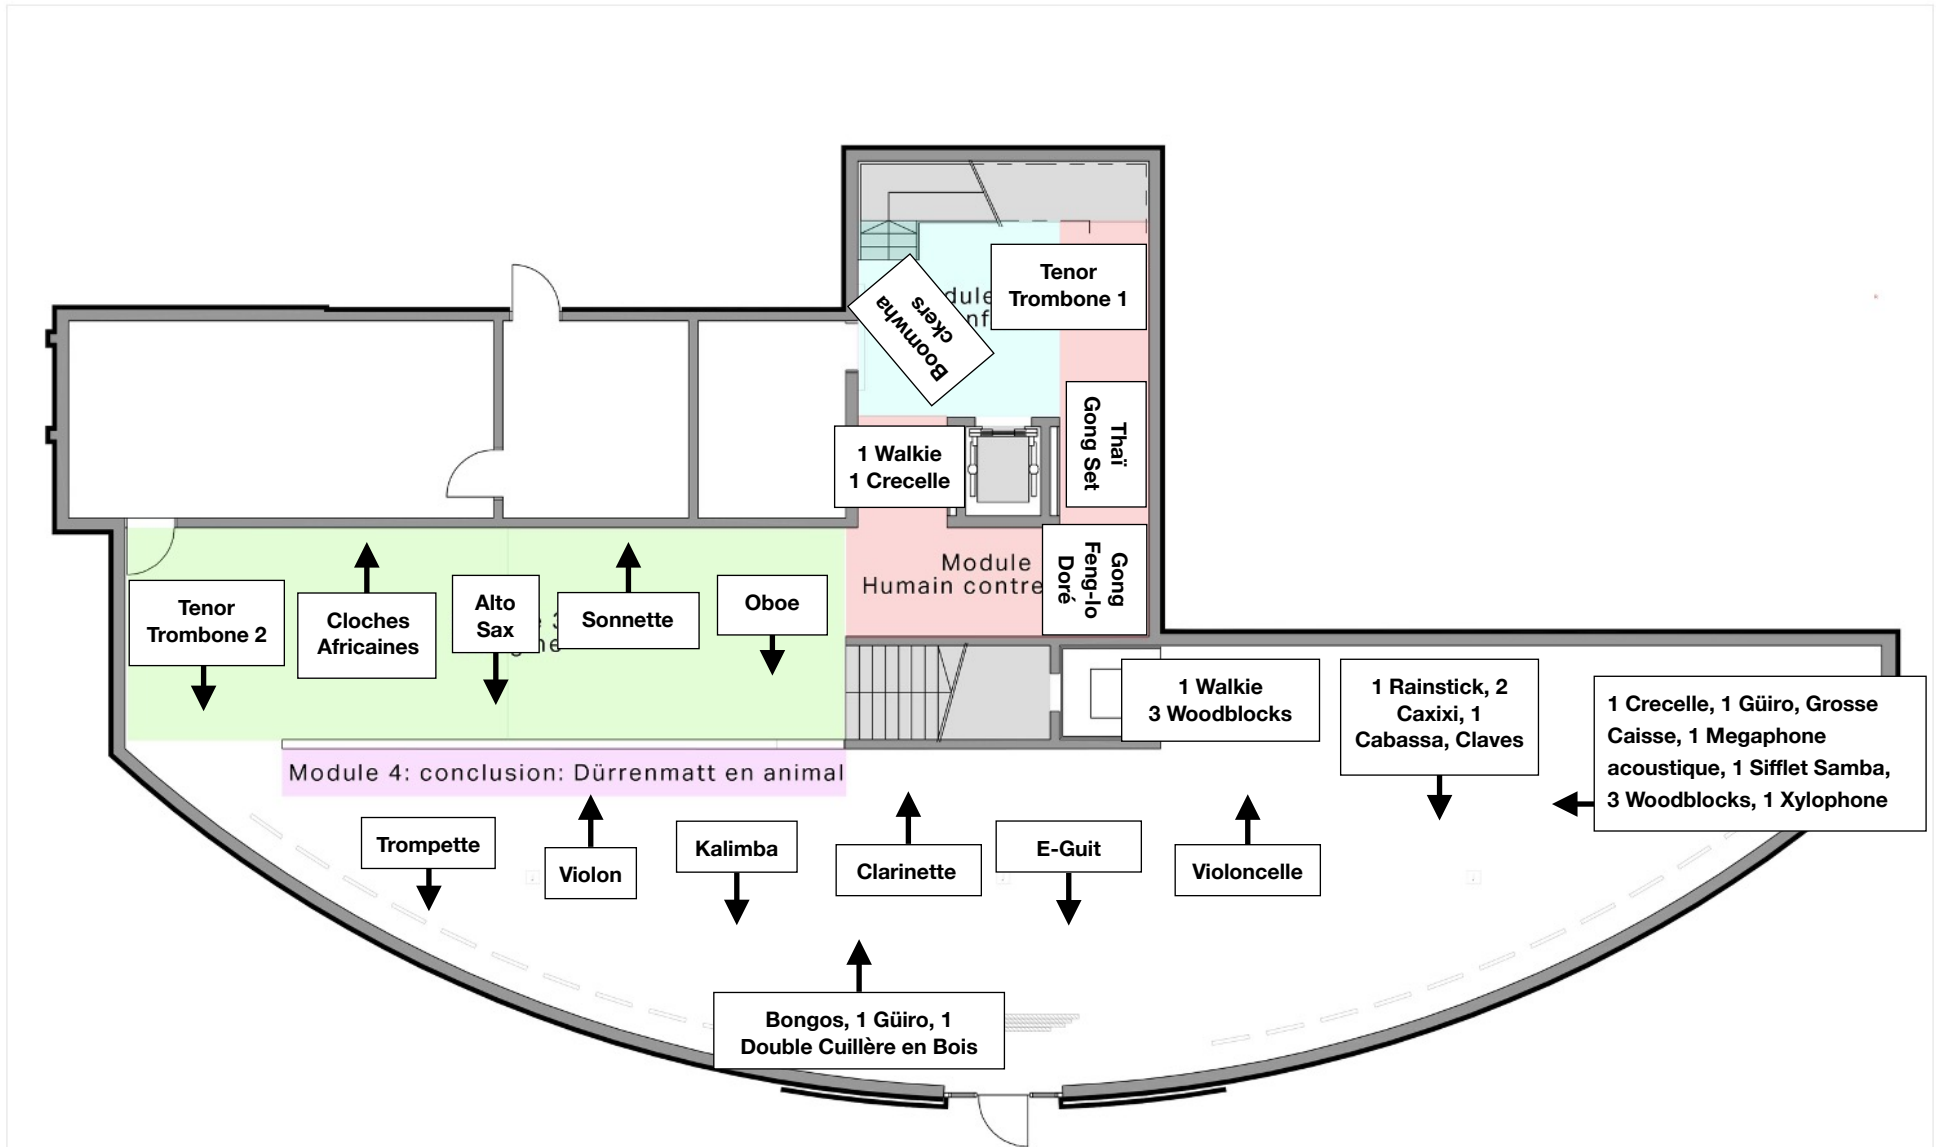 Tenor
Trombone 1
Boomwha
ckers
Thaï
Gong Set
1 Walkie
1 Crecelle
Module
Humain contre
Gong
Feng-lo
Doré
Tenor
Trombone 2
Cloches
Africaines
Alto
Sax
Sonnette
Oboe
1 Walkie
3 Woodblocks
1 Rainstick, 2
Caxixi, 1
Cabassa, Claves
1 Crecelle, 1 Güiro, Grosse
Caisse, 1 Megaphone
acoustique, 1 Sifflet Samba,
3 Woodblocks, 1 Xylophone
Module 4: conclusion: Dürrenmatt en animal
Trompette
Violon
Kalimba
Clarinette
E-Guit
Violoncelle
Bongos, 1 Güiro, 1
Double Cuillère en Bois